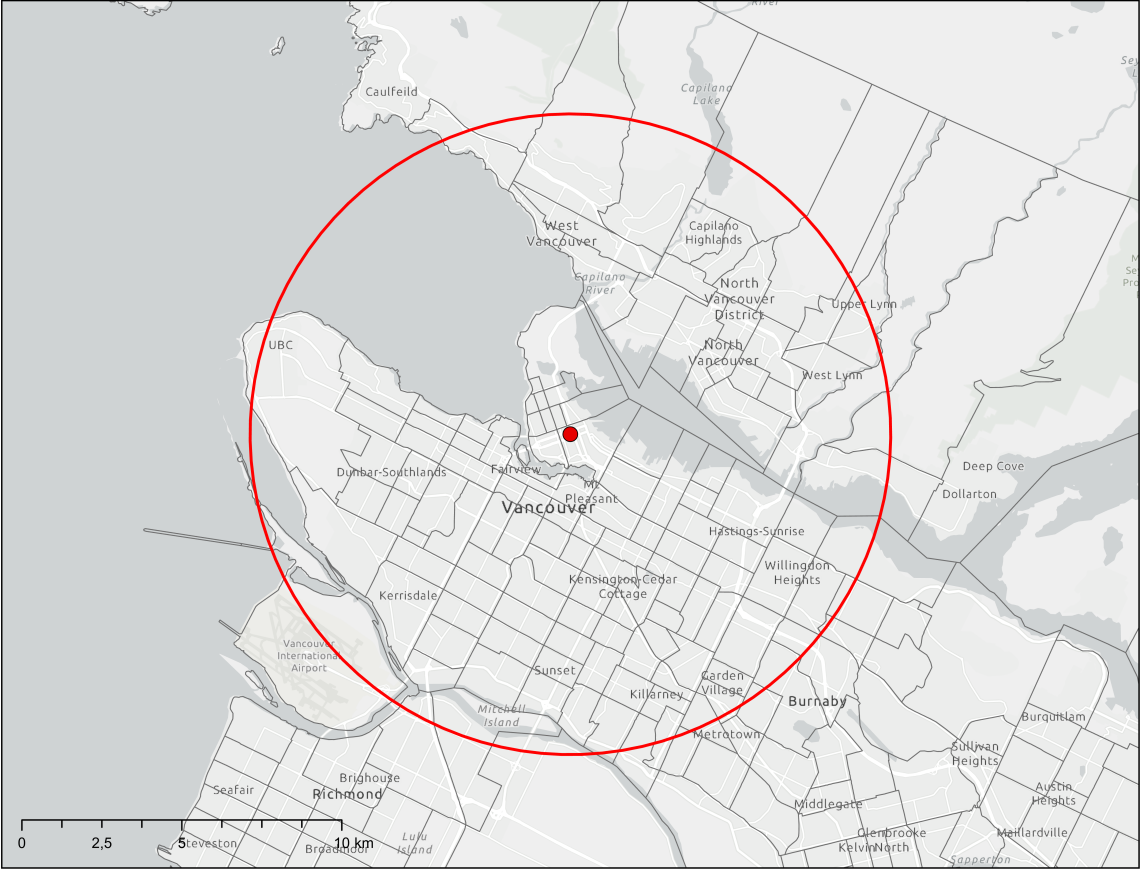 River
Caulfeild
Capilano
Lake
West
Vancouver
Capilano
Highlands
Capilano
River
North
Vancouver
District
Upper Lynn
UBC
North
Vancouver
West Lynn
Dunbar-Southlands
Fairview
Mt
Pleasant
Vancouver
Deep Cove
Dollarton
Hastings-Sunrise
Willingdon
Heights
Kensington-Cedar
Cottage
Kerrisdale
Vancouver
International
Airport
Sunset
Garden
Village
Killarney
Burnaby
Mitchell
Island
Metrotown
Burquitlam
Sullivan
Heights
Brighouse
Richmond
Seafair
Austin
Heights
Middlegate
0
2,5
5
10 km
Steveston
Broadmoor
Lulu
Island
Glenbrooke
North
Kelvin
Maillardville
Sapperton